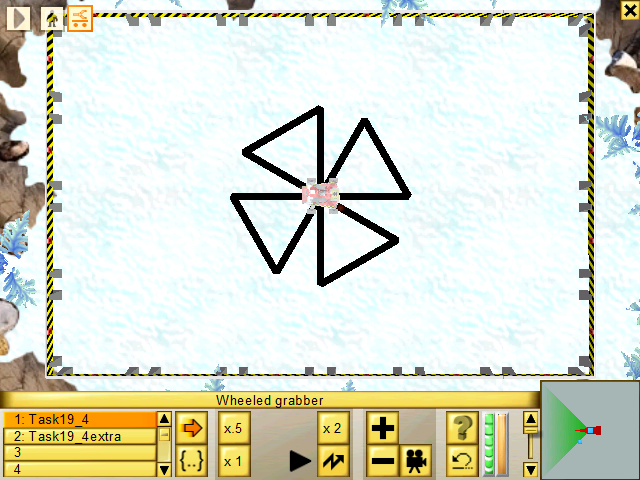 Wheeled grabber
1: Task19_4
2: Task19_4extra
3
4
x.5
x 2
x 1
{..}
?